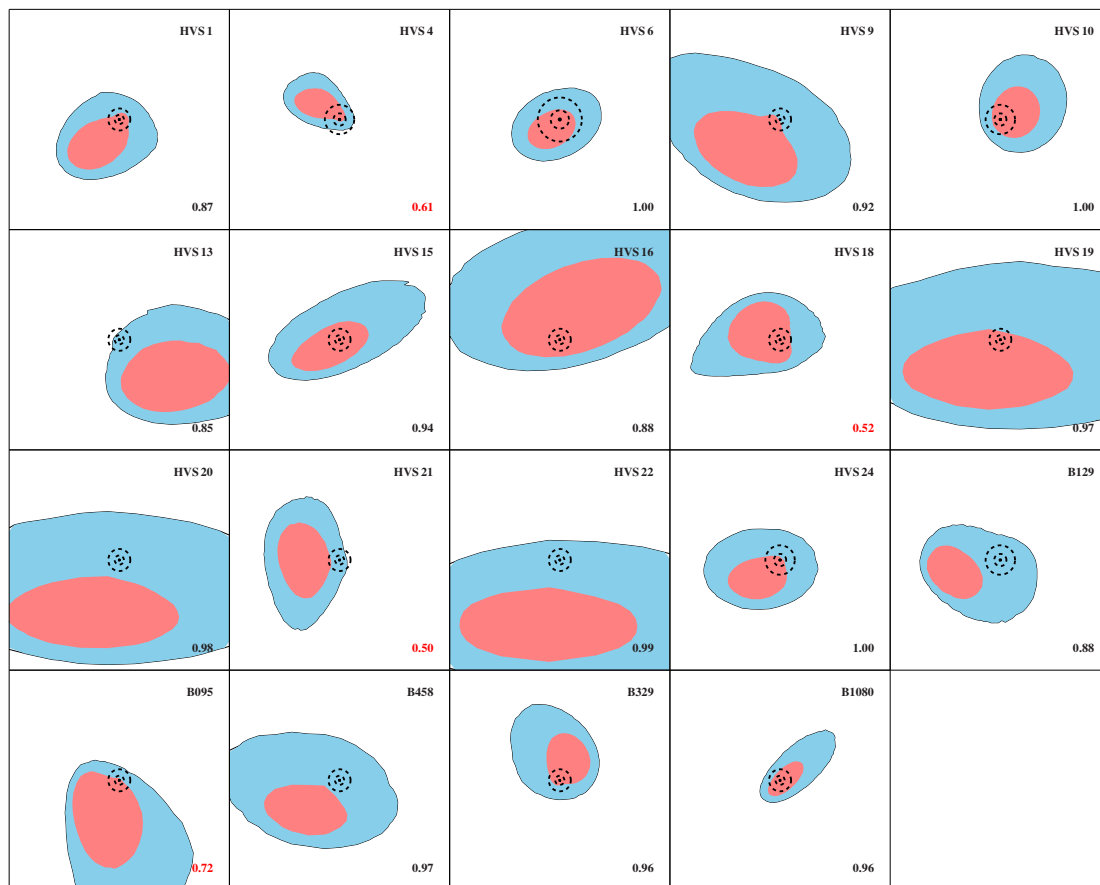 HVS 1
HVS 4
HVS 6
HVS 9
HVS 10
0.87
0.61
1.00
0.92
1.00
HVS 13
HVS 15
HVS 16
HVS 18
HVS 19
0.85
0.94
0.88
0.52
0.97
HVS 20
HVS 21
HVS 22
HVS 24
B129
0.98
0.50
0.99
1.00
0.88
B095
B458
B329
B1080
0.72
0.97
0.96
0.96